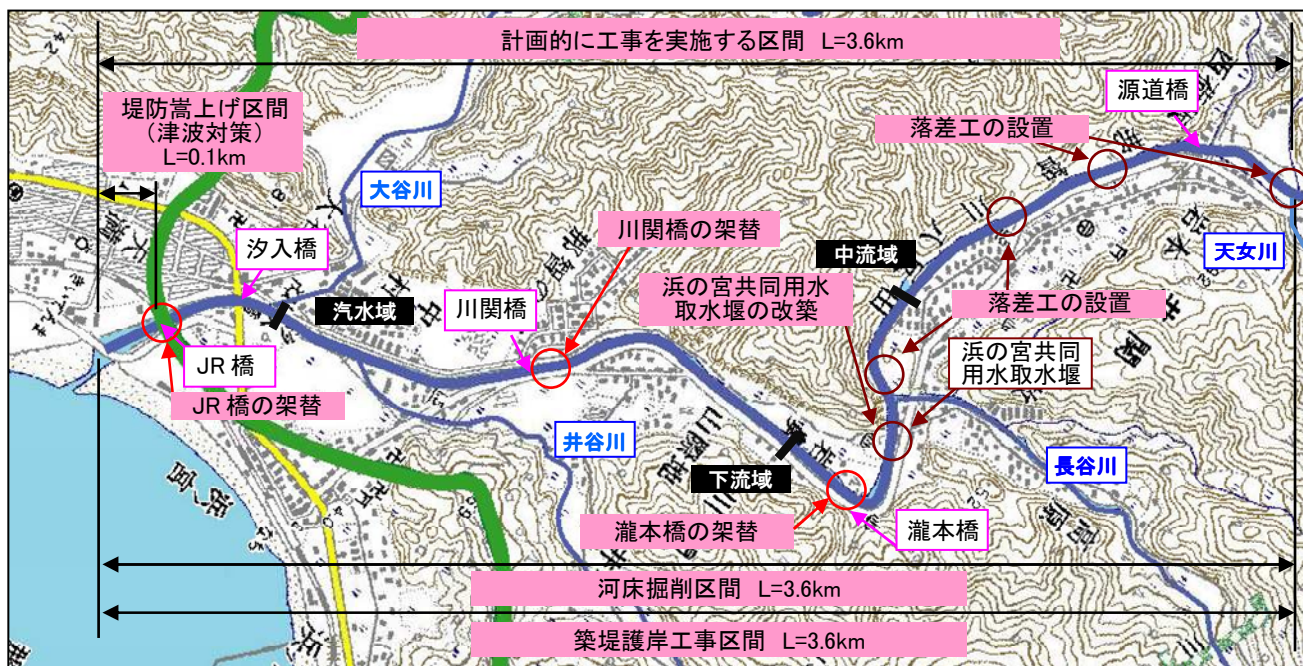 計画的に工事を実施する区間 L=3.6km
堤防嵩上げ区間
(津波対策)
L=0.1km
源道橋
落差工の設置
大谷川
汐入橋
川関橋の架替
中流域
天女川
浜の宮共同用水
取水堰の改築
汽水域
川関橋
落差工の設置
浜の宮共同
用水取水堰
JR橋
JR橋の架替
井谷川
下流域
長谷川
瀧本橋の架替
瀧本橋
河床掘削区間 L=3.6km
築堤護岸工事区間 L=3.6km